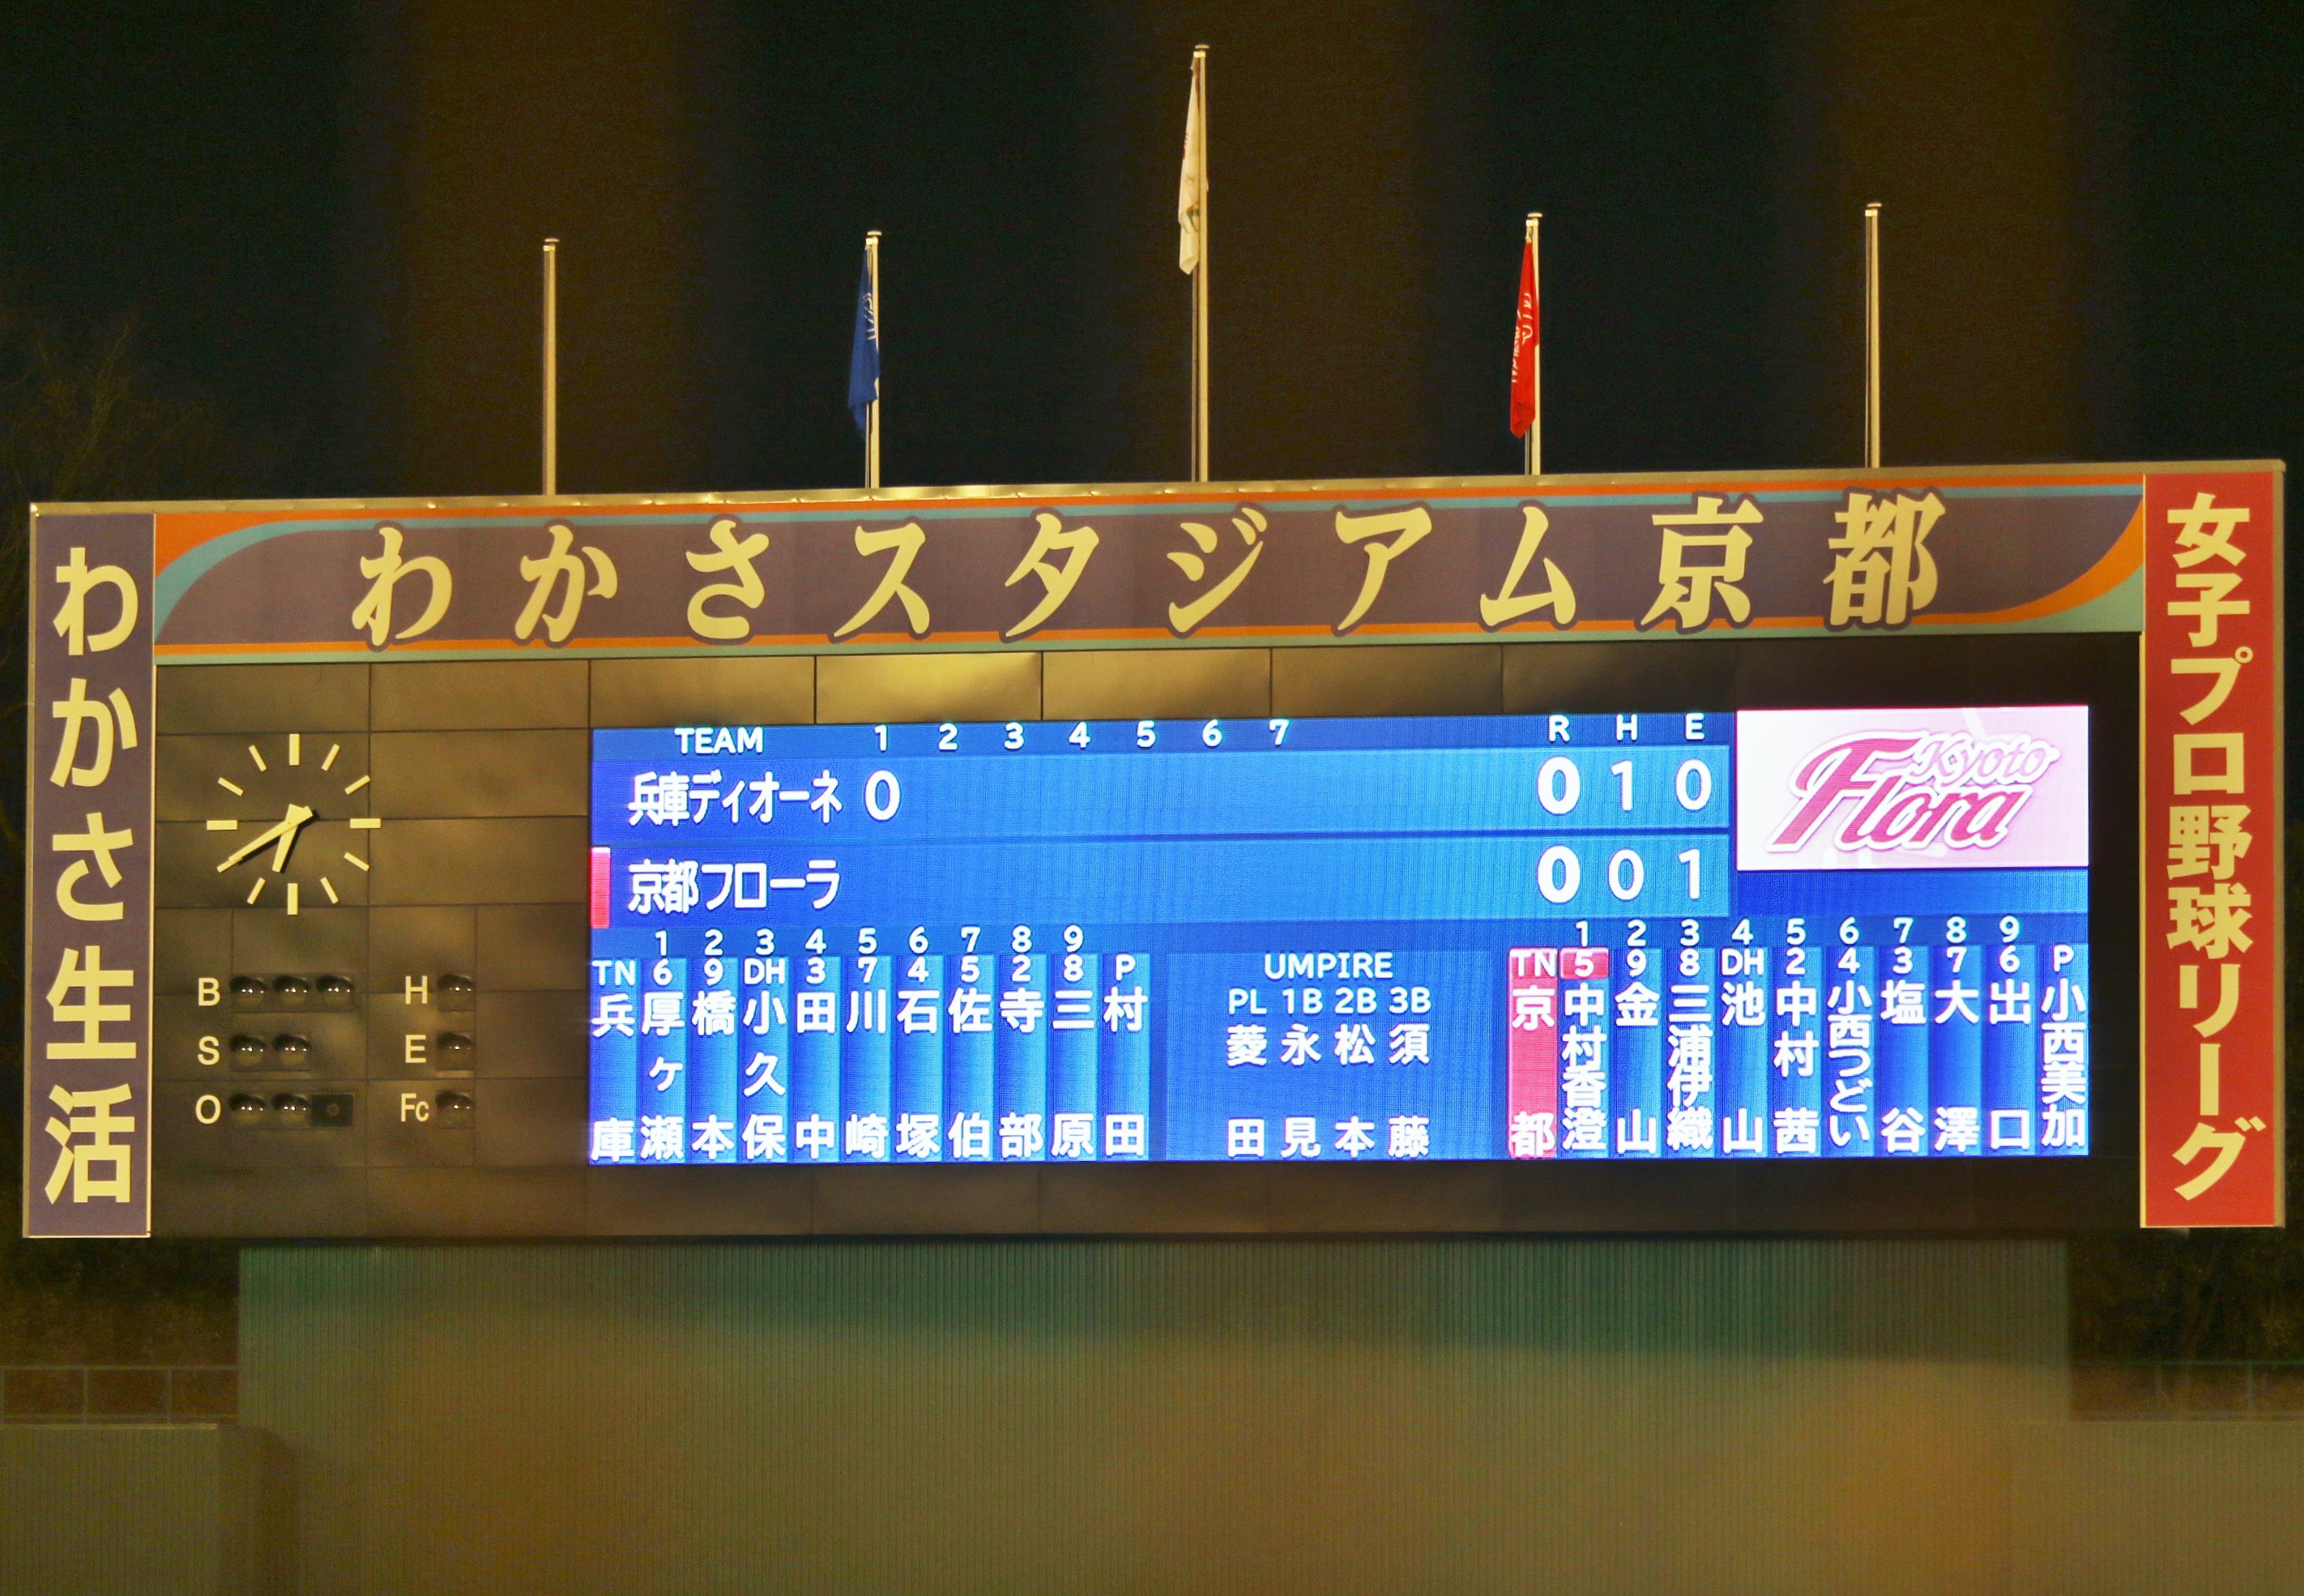 わかさスタジアム京都
わかさ生活
女子プロ野球リーグ
TEAM 1 2 3 4 5 6 7 R H E
兵庫ディオーネ 0 0 1 0
京都フローラ 0 0 1
Kyoto
Flora
B H
S E
O Fc
1 2 3 4 5 6 7 8 9
TN 6 9 DH 3 7 4 5 2 8 P
兵庫
厚ヶ瀬
橋本
小久保
田中
川崎
石塚
佐伯
寺部
三原
村田
UMPIRE
PL 1B 2B 3B
菱田
永見
松本
須藤
1 2 3 4 5 6 7 8 9
TN 5 9 8 DH 2 4 3 7 6 P
京都
中村香澄
金山
三浦伊織
池山
中村茜
小西つどい
塩谷
大澤
出口
小西美加